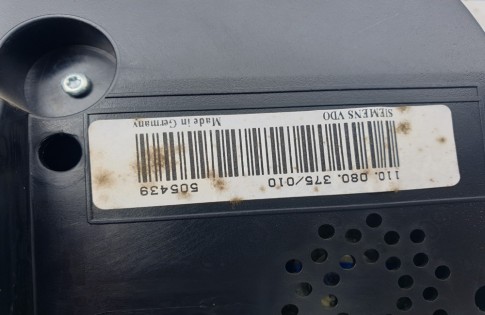 SIEMENS VDO Made in Germany
110.080.375/010 505439